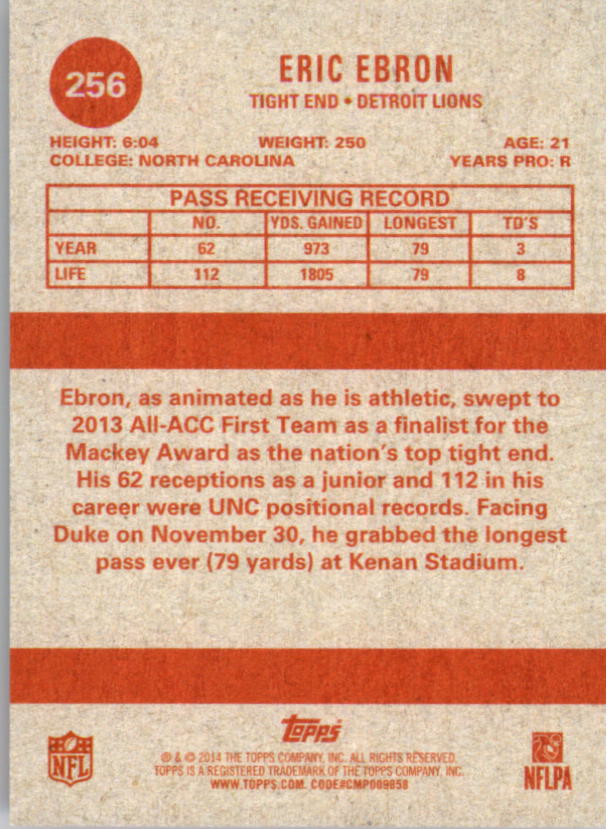 256
ERIC EBRON
TIGHT END • DETROIT LIONS
HEIGHT: 6:04 WEIGHT: 250 AGE: 21
COLLEGE: NORTH CAROLINA YEARS PRO: R
PASS RECEIVING RECORD
NO. YDS. GAINED LONGEST TD'S
YEAR 62 973 79 3
LIFE 112 1805 79 8
Ebron, as animated as he is athletic, swept to
2013 All-ACC First Team as a finalist for the
Mackey Award as the nation's top tight end.
His 62 receptions as a junior and 112 in his
career were UNC positional records. Facing
Duke on November 30, he grabbed the longest
pass ever (79 yards) at Kenan Stadium.
TOPPS
® & © 2014 THE TOPPS COMPANY, INC. ALL RIGHTS RESERVED.
TOPPS IS A REGISTERED TRADEMARK OF THE TOPPS COMPANY, INC.
WWW.TOPPS.COM. CODE#CMP009858
NFL
NFLPA